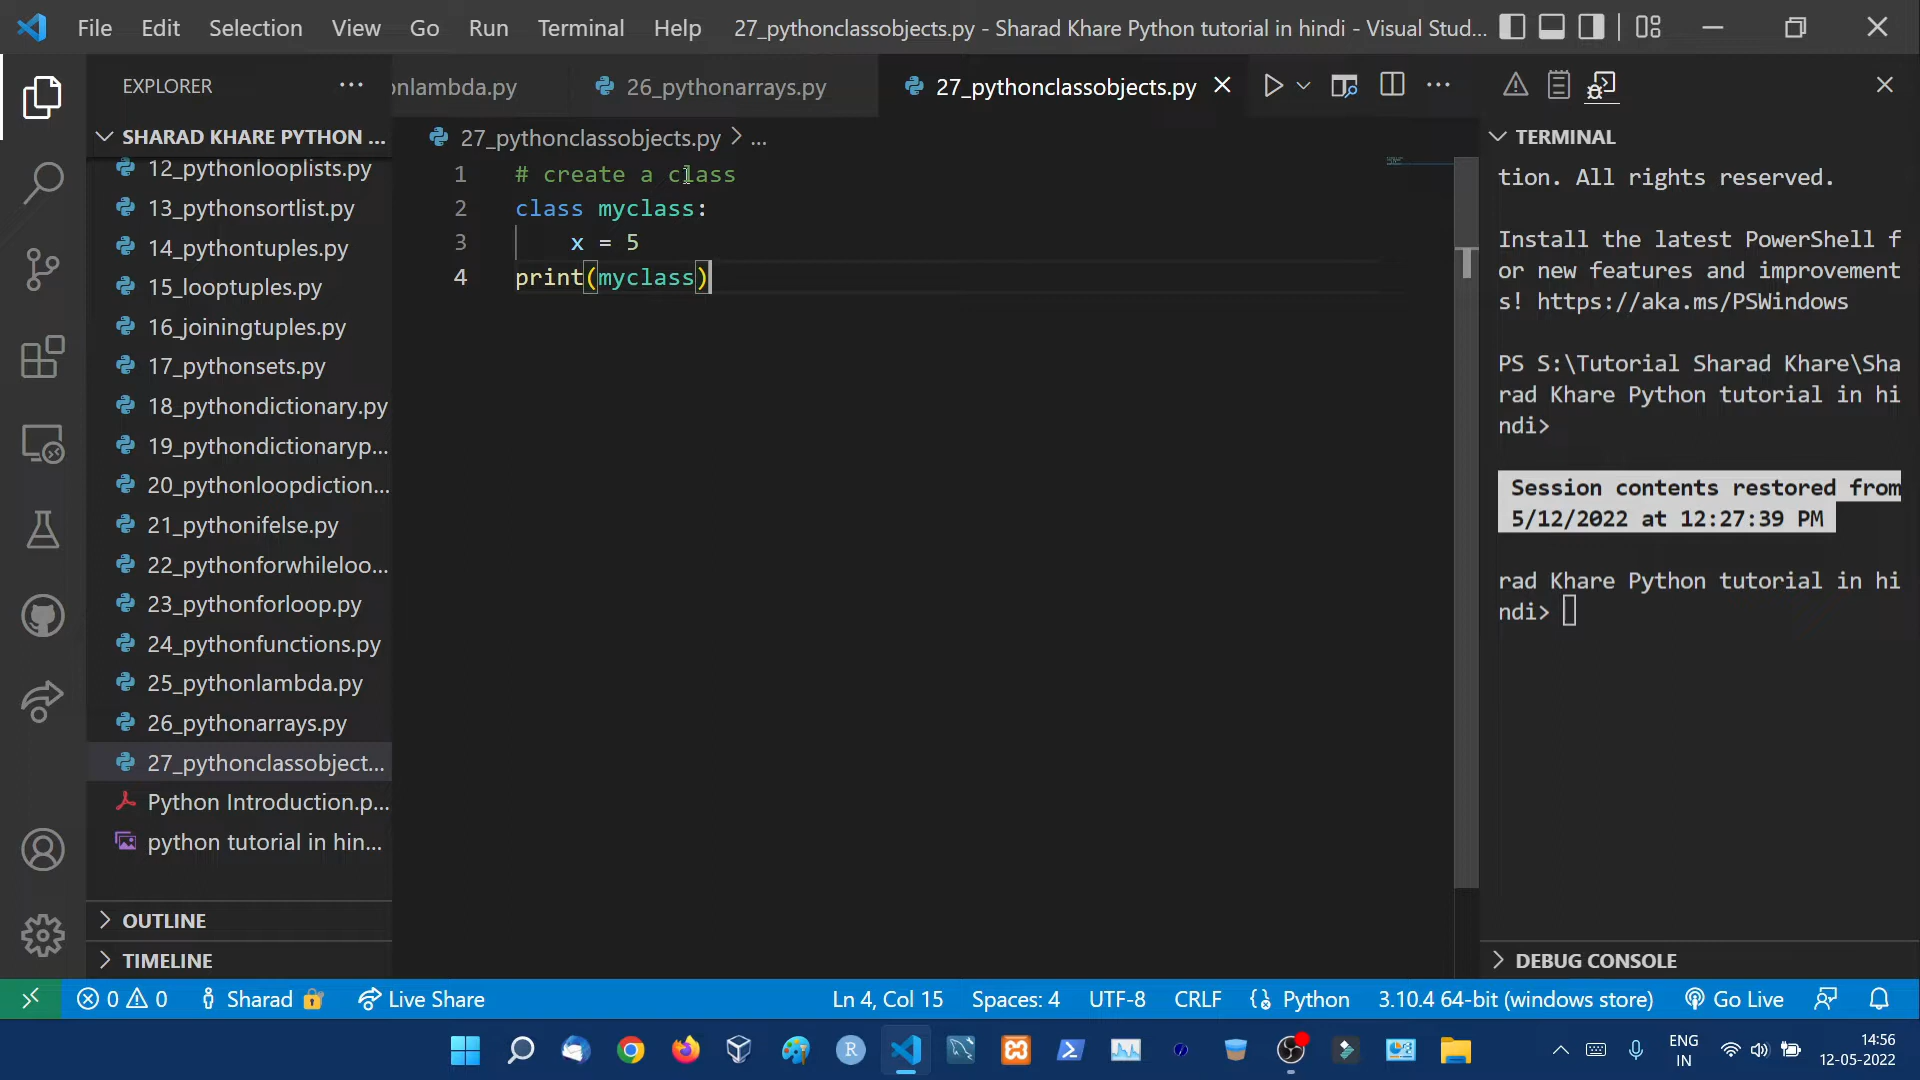 File Edit Selection View Go Run Terminal Help 27_pythonclassobjects.py - Sharad Khare Python tutorial in hindi - Visual Stud...
EXPLORER
SHARAD KHARE PYTHON ...
12_pythonlooplists.py
13_pythonsortlist.py
14_pythontuples.py
15_looptuples.py
16_joiningtuples.py
17_pythonsets.py
18_pythondictionary.py
19_pythondictionaryp...
20_pythonloopdiction...
21_pythonifelse.py
22_pythonforwhileloo...
23_pythonforloop.py
24_pythonfunctions.py
25_pythonlambda.py
26_pythonarrays.py
27_pythonclassobject...
Python Introduction.p...
python tutorial in hin...
OUTLINE
TIMELINE
onlambda.py 26_pythonarrays.py 27_pythonclassobjects.py
27_pythonclassobjects.py > ...
1 # create a class
2 class myclass:
3 x = 5
4 print(myclass)
TERMINAL
tion. All rights reserved.
Install the latest PowerShell f
or new features and improvement
s! https://aka.ms/PSWindows
PS S:\Tutorial Sharad Khare\Sha
rad Khare Python tutorial in hi
ndi>
Session contents restored from
5/12/2022 at 12:27:39 PM
rad Khare Python tutorial in hi
ndi>
DEBUG CONSOLE
0 0 Sharad Live Share Ln 4, Col 15 Spaces: 4 UTF-8 CRLF Python 3.10.4 64-bit (windows store) Go Live
R ENG 14:56
IN 12-05-2022